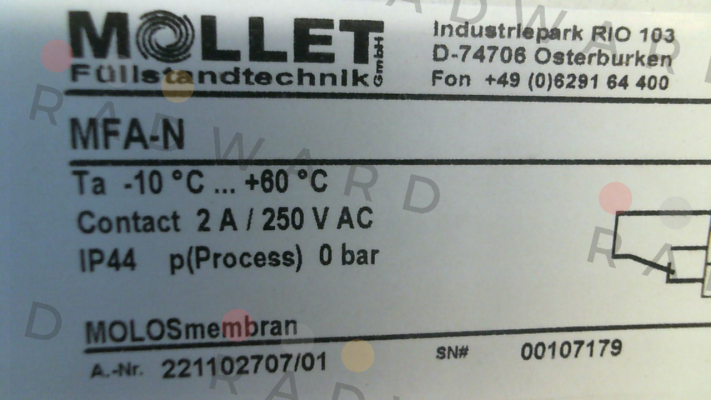 MOLLET GmbH
Füllstandtechnik
Industriepark RIO 103
D-74706 Osterburken
Fon +49 (0)6291 64 400
MFA-N
Ta -10 °C ... +60 °C
Contact 2 A / 250 V AC
IP44 p(Process) 0 bar
MOLOSmembran
A.-Nr. 221102707/01 SN# 00107179
RADWARD